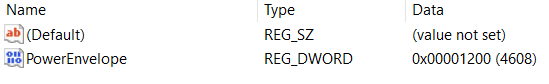 Name Type Data
(Default) REG_SZ (value not set)
PowerEnvelope REG_DWORD 0x00001200 (4608)